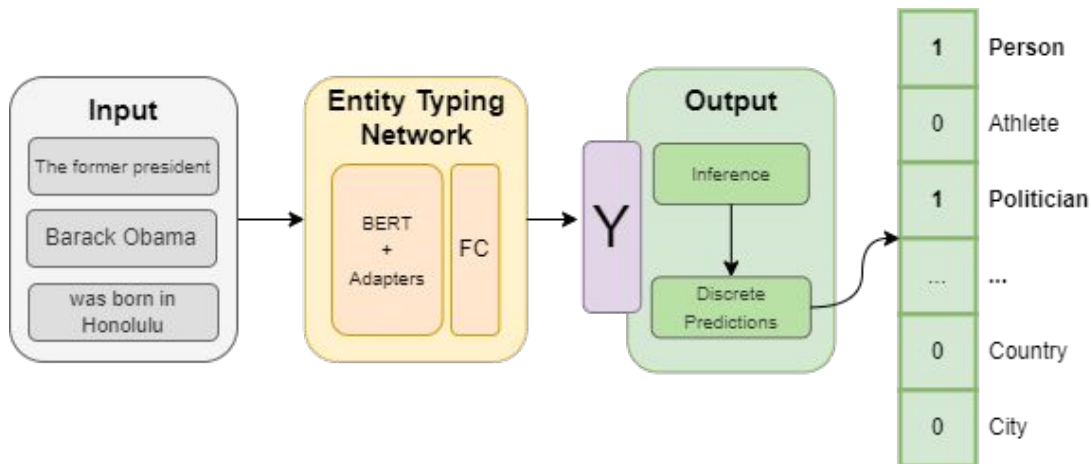 Input
The former president
Barack Obama
was born in
Honolulu
Entity Typing
Network
BERT
+
Adapters
FC
Y
Output
Inference
Discrete
Predictions
1 Person
0 Athlete
1 Politician
... ...
0 Country
0 City